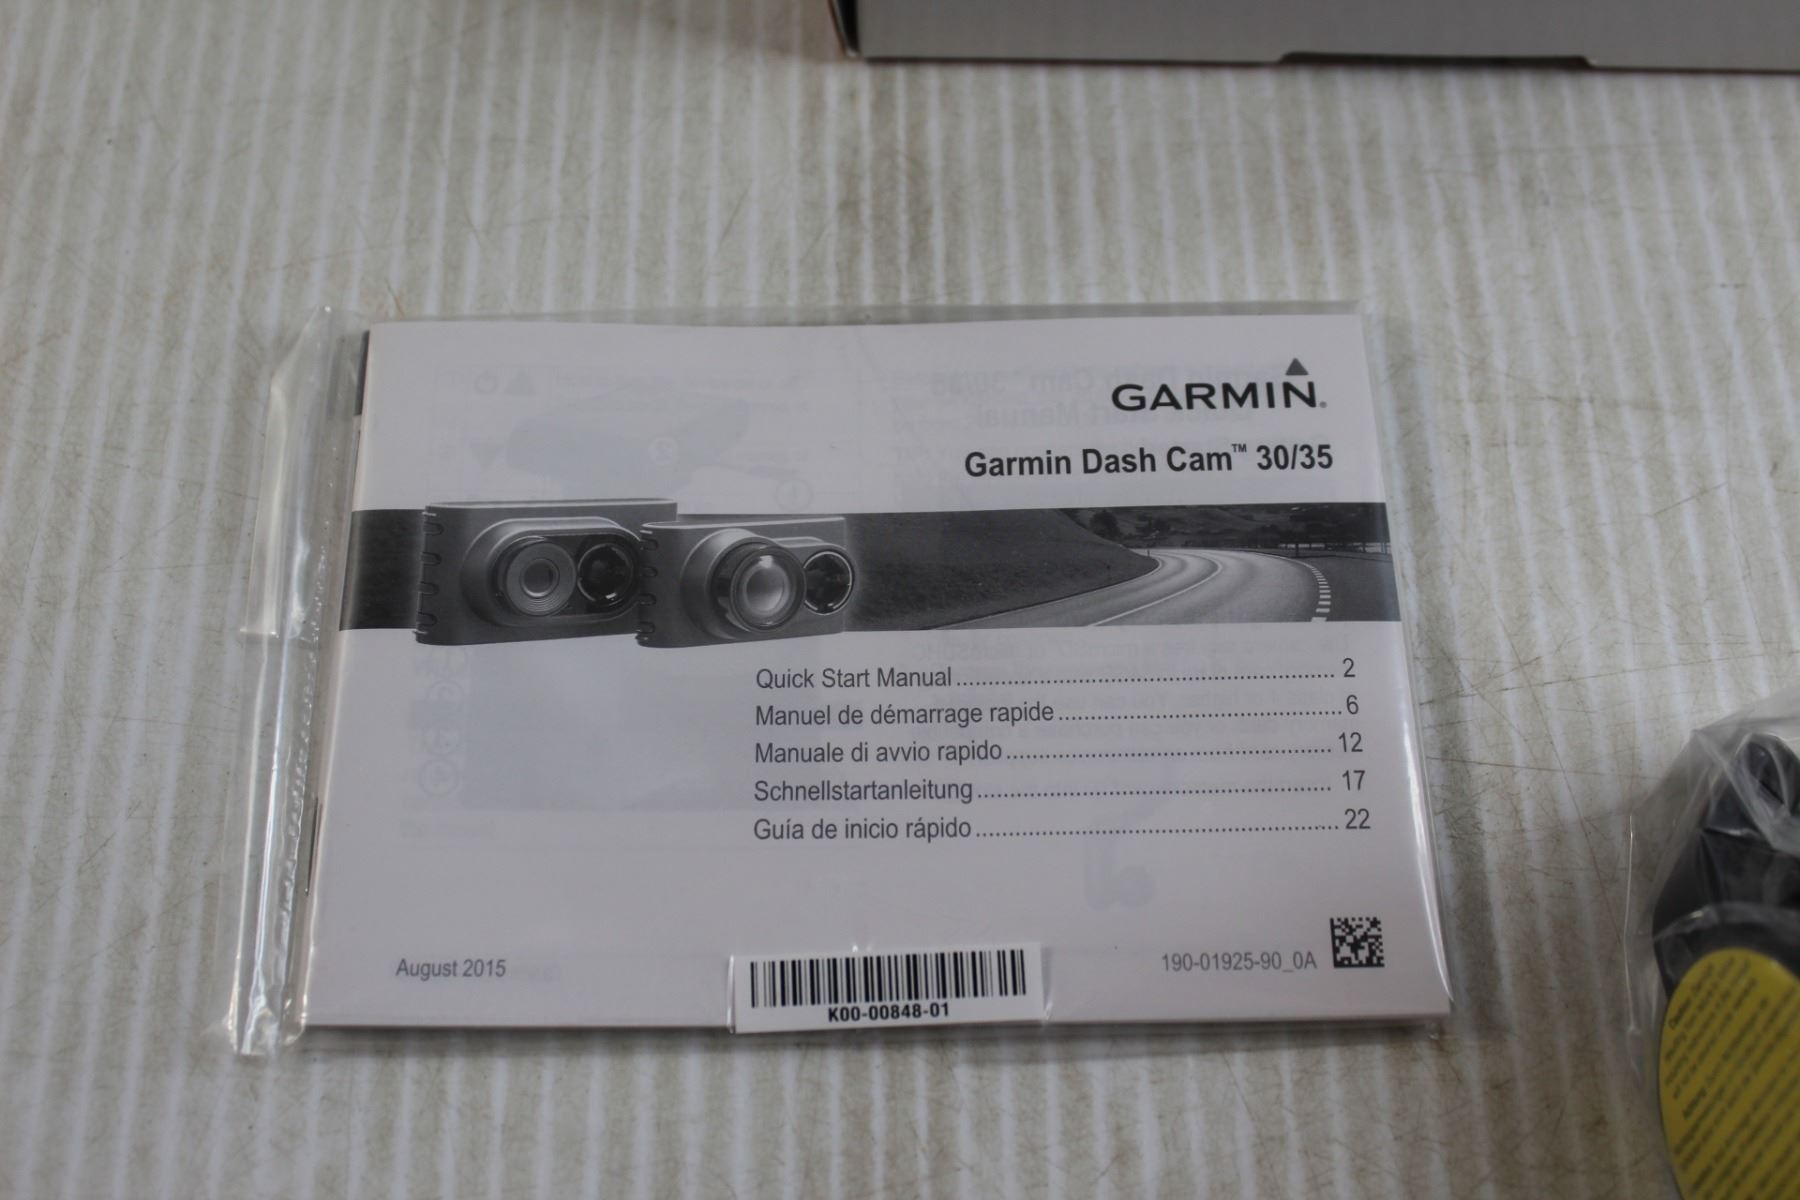 GARMIN
Garmin Dash Cam™ 30/35
Quick Start Manual ........ 2
Manuel de démarrage rapide ........ 6
Manuale di avvio rapido ........ 12
Schnellstartanleitung ........ 17
Guía de inicio rápido ........ 22
August 2015
190-01925-90_0A
K00-00848-01